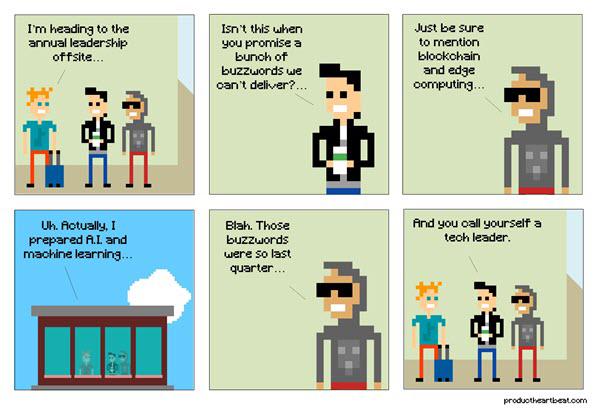 I'm heading to the
annual leadership
offsite...
Isn't this when
you promise a
bunch of
buzzwords we
can't deliver?...
Just be sure
to mention
blockchain
and edge
computing...
Uh. Actually, I
prepared A.I. and
machine learning...
Blah. Those
buzzwords
were so last
quarter...
And you call yourself a
tech leader.
productheartbeat.com